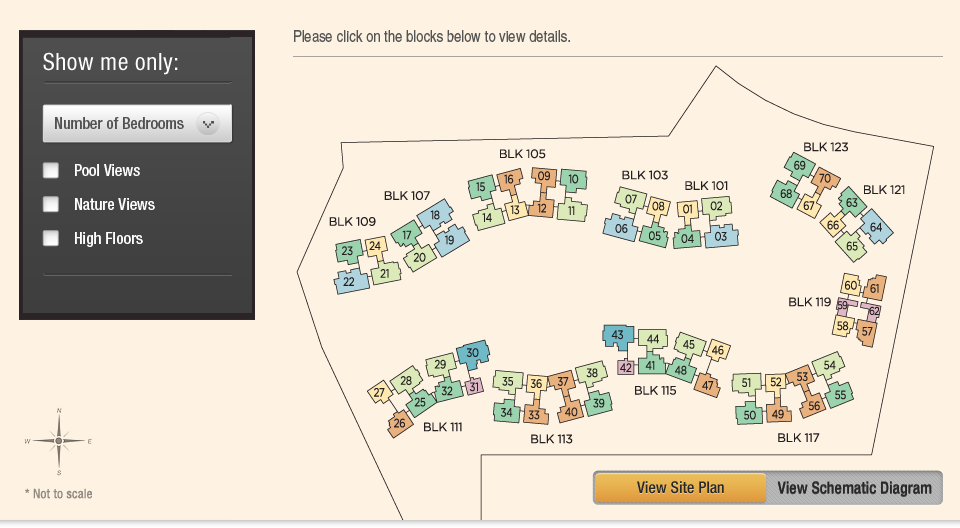 Please click on the blocks below to view details.
Show me only:
Number of Bedrooms
Pool Views
Nature Views
High Floors
BLK 105
15 16 09 10
14 13 12 11
BLK 107
18
17 19
20
BLK 109
23 24
22 21
BLK 103
07 08
06 05
BLK 101
01 02
04 03
BLK 123
69 70
68 67
BLK 121
63
66 64
65
BLK 119
60 61
59 62
58 57
BLK 111
30
29
28 32 31
27 25
26
BLK 113
35 36 37 38
34 33 40 39
BLK 115
43 44 45 46
42 41 48 47
BLK 117
51 52 53 54
50 49 56 55
N
W E
S
* Not to scale
View Site Plan
View Schematic Diagram